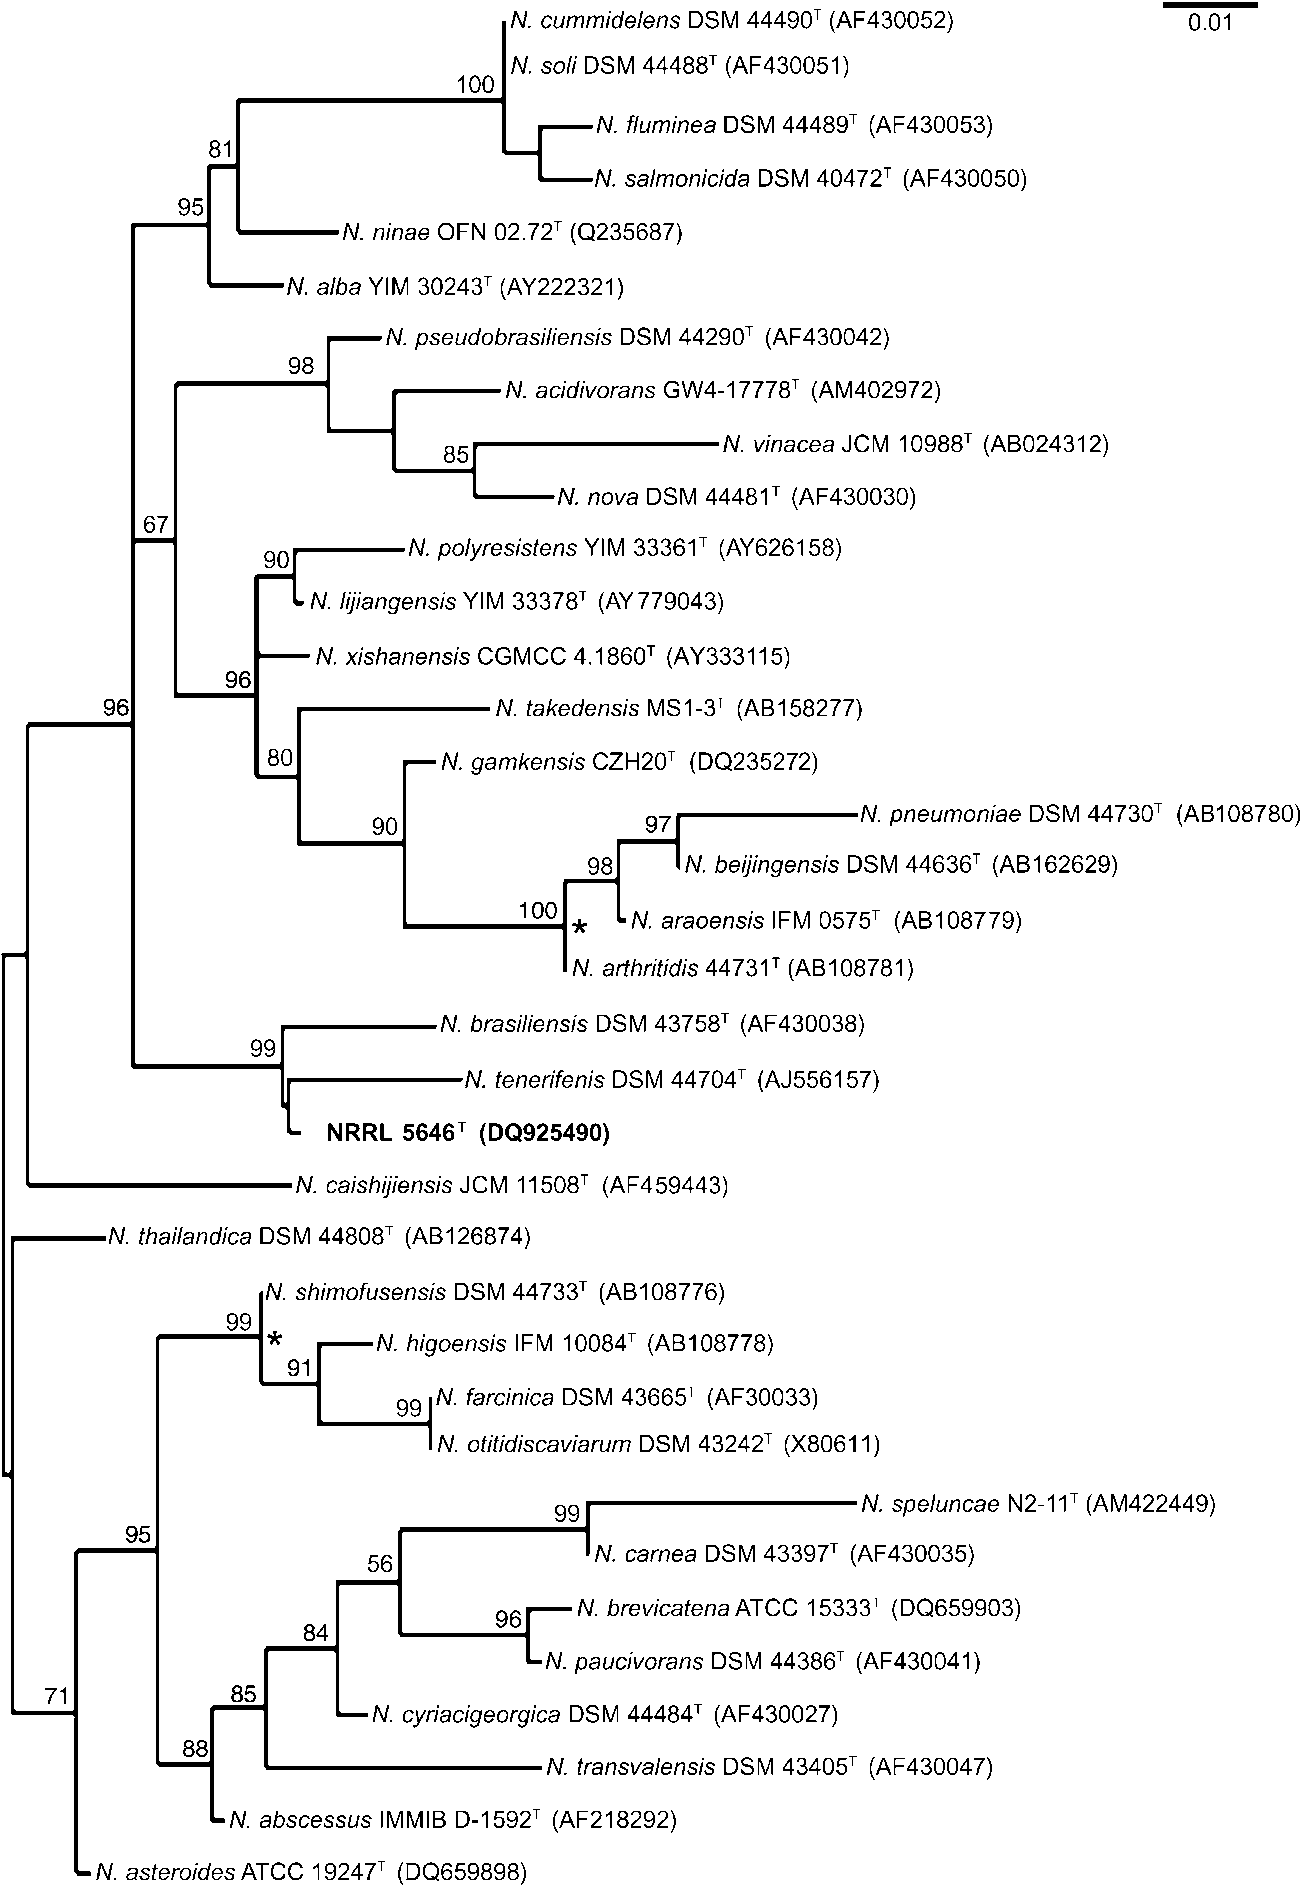 N. cummidelens DSM 44490ᵀ (AF430052)
0.01
N. soli DSM 44488ᵀ (AF430051)
100
N. fluminea DSM 44489ᵀ (AF430053)
81
N. salmonicida DSM 40472ᵀ (AF430050)
95
N. ninae OFN 02.72ᵀ (Q235687)
N. alba YIM 30243ᵀ (AY222321)
N. pseudobrasiliensis DSM 44290ᵀ (AF430042)
98
N. acidivorans GW4-17778ᵀ (AM402972)
N. vinacea JCM 10988ᵀ (AB024312)
85
N. nova DSM 44481ᵀ (AF430030)
67
N. polyresistens YIM 33361ᵀ (AY626158)
90
N. lijiangensis YIM 33378ᵀ (AY779043)
N. xishanensis CGMCC 4.1860ᵀ (AY333115)
96
96
N. takedensis MS1-3ᵀ (AB158277)
80
N. gamkensis CZH20ᵀ (DQ235272)
N. pneumoniae DSM 44730ᵀ (AB108780)
90
97
N. beijingensis DSM 44636ᵀ (AB162629)
98
100
*
N. araoensis IFM 0575ᵀ (AB108779)
N. arthritidis 44731ᵀ (AB108781)
N. brasiliensis DSM 43758ᵀ (AF430038)
99
N. tenerifenis DSM 44704ᵀ (AJ556157)
NRRL 5646ᵀ (DQ925490)
N. caishijiensis JCM 11508ᵀ (AF459443)
N. thailandica DSM 44808ᵀ (AB126874)
N. shimofusensis DSM 44733ᵀ (AB108776)
99
*
N. higoensis IFM 10084ᵀ (AB108778)
91
N. farcinica DSM 43665ᵀ (AF30033)
99
N. otitidiscaviarum DSM 43242ᵀ (X80611)
N. speluncae N2-11ᵀ (AM422449)
99
95
N. carnea DSM 43397ᵀ (AF430035)
56
N. brevicatena ATCC 15333ᵀ (DQ659903)
96
84
N. paucivorans DSM 44386ᵀ (AF430041)
71
85
N. cyriacigeorgica DSM 44484ᵀ (AF430027)
88
N. transvalensis DSM 43405ᵀ (AF430047)
N. abscessus IMMIB D-1592ᵀ (AF218292)
N. asteroides ATCC 19247ᵀ (DQ659898)